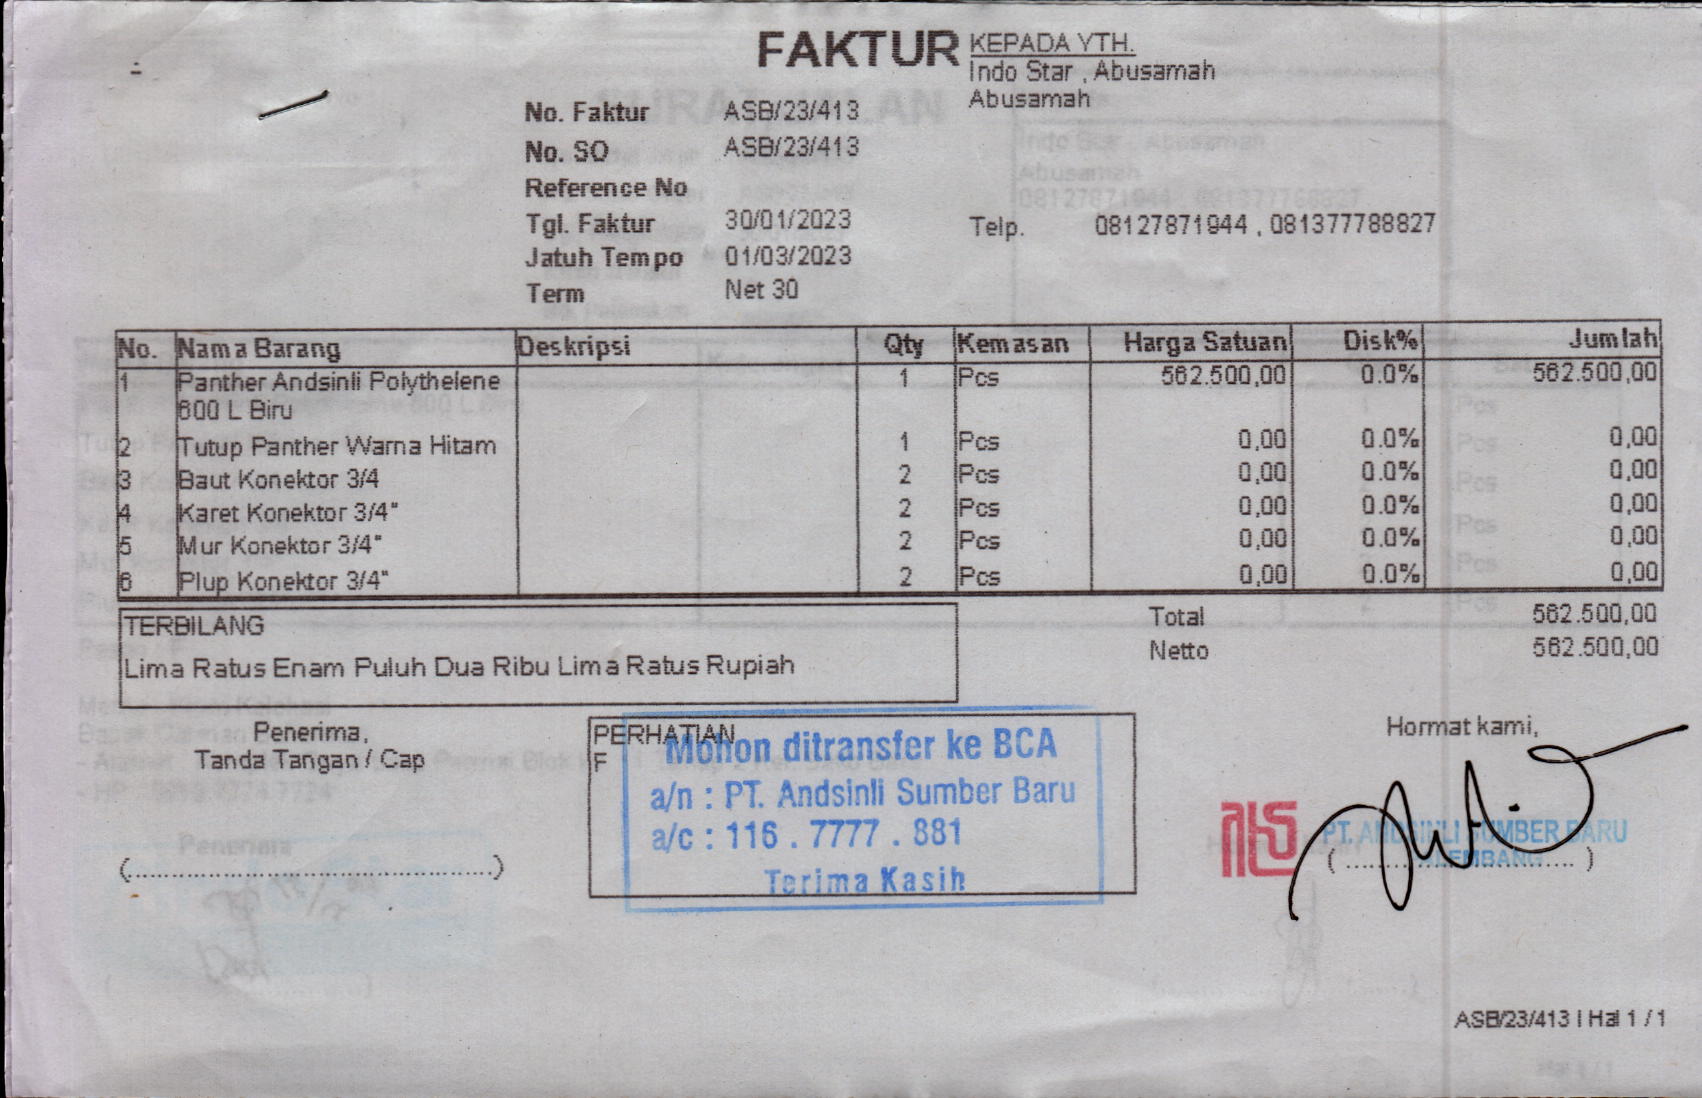 FAKTUR
KEPADA YTH.
Indo Star , Abusamah
Abusamah
No. Faktur ASB/23/413
No. SO ASB/23/413
Reference No
Tgl. Faktur 30/01/2023
Telp. 08127871944 , 081377788827
Jatuh Tempo 01/03/2023
Term Net 30
No. Nama Barang Deskripsi Qty Kemasan Harga Satuan Disk% Jumlah
1 Panther Andsinli Polythelene 1 Pcs 562.500,00 0.0% 562.500,00
600 L Biru
2 Tutup Panther Warna Hitam 1 Pcs 0,00 0.0% 0,00
3 Baut Konektor 3/4 2 Pcs 0,00 0.0% 0,00
4 Karet Konektor 3/4" 2 Pcs 0,00 0.0% 0,00
5 Mur Konektor 3/4" 2 Pcs 0,00 0.0% 0,00
6 Plup Konektor 3/4" 2 Pcs 0,00 0.0% 0,00
TERBILANG
Lima Ratus Enam Puluh Dua Ribu Lima Ratus Rupiah
Total 562.500,00
Netto 562.500,00
Penerima,
Tanda Tangan / Cap
(..........................................)
PERHATIAN
F
Mohon ditransfer ke BCA
a/n : PT. Andsinli Sumber Baru
a/c : 116 . 7777 . 881
Terima Kasih
Hormat kami,
PT. ANDSINLI SUMBER BARU
PALEMBANG
ASB/23/413 | Hal 1 / 1